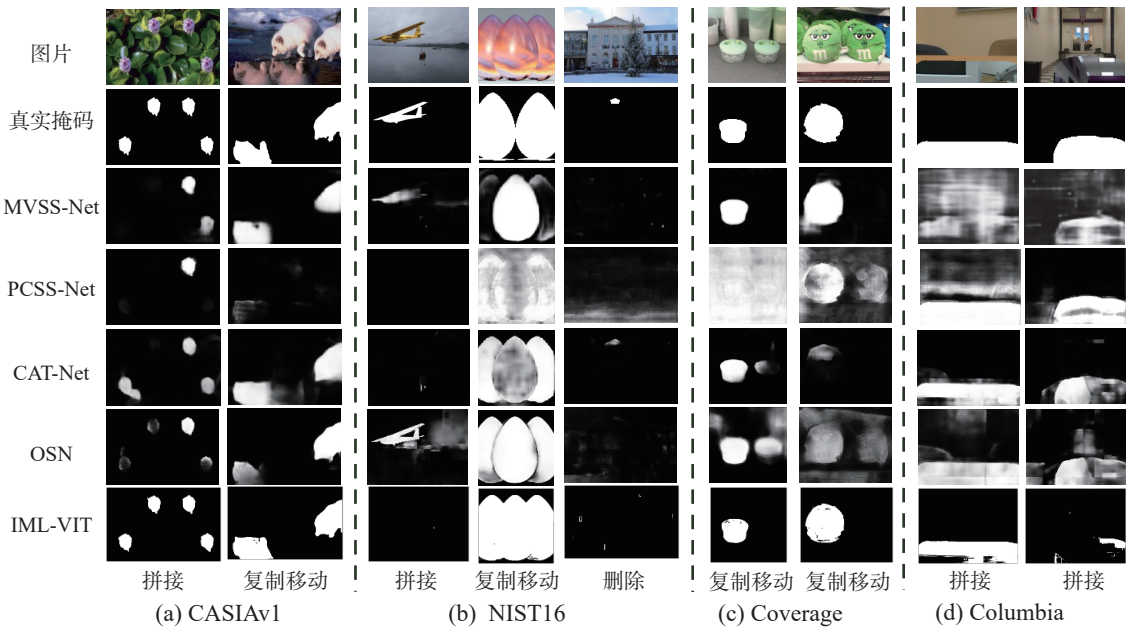 图片
真实掩码
MVSS-Net
PCSS-Net
CAT-Net
OSN
IML-VIT
拼接 复制移动 拼接 复制移动 删除 复制移动 复制移动 拼接 拼接
(a) CASIAv1 (b) NIST16 (c) Coverage (d) Columbia